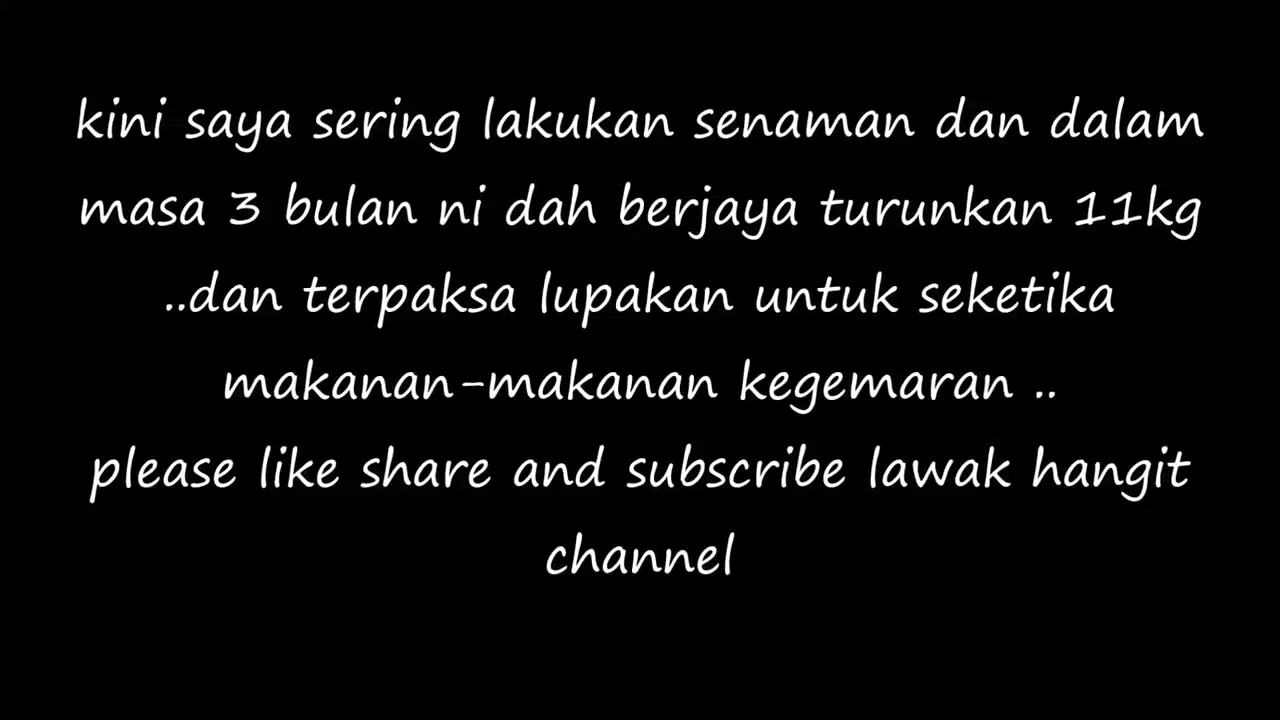 kini saya sering lakukan senaman dan dalam
masa 3 bulan ni dah berjaya turunkan 11kg
..dan terpaksa lupakan untuk seketika
makanan-makanan kegemaran ..
please like share and subscribe lawak hangit
channel